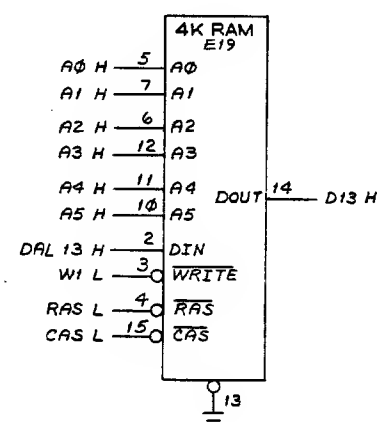 4K RAM
E19
AØ H 5 AØ
A1 H 7 A1
A2 H 6 A2
A3 H 12 A3
A4 H 11 A4
A5 H 1Ø A5
DOUT 14 D13 H
DAL 13 H 2 DIN
W1 L 3 WRITE
RAS L 4 RAS
CAS L 15 CAS
13